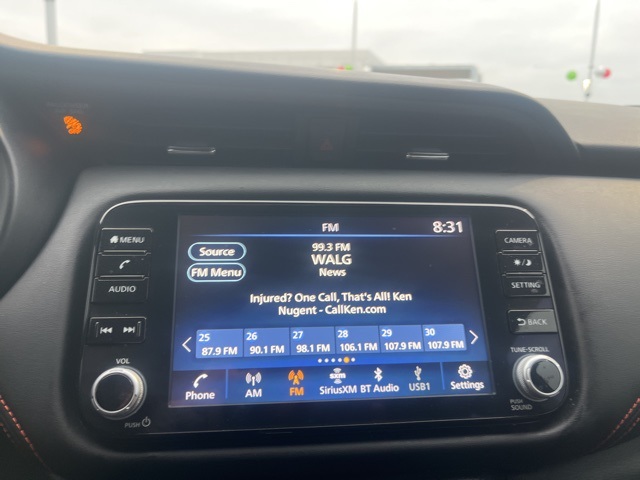 MENU
AUDIO
VOL
PUSH
FM
8:31
Source
99.3 FM
FM Menu
WALG
News
Injured? One Call, That's All! Ken
Nugent - CallKen.com
25 26 27 28 29 30
87.9 FM 90.1 FM 98.1 FM 106.1 FM 107.9 FM 107.9 FM
Phone AM FM SiriusXM BT Audio USB1 Settings
sxm
CAMERA
SETTING
BACK
TUNE·SCROLL
PUSH
SOUND